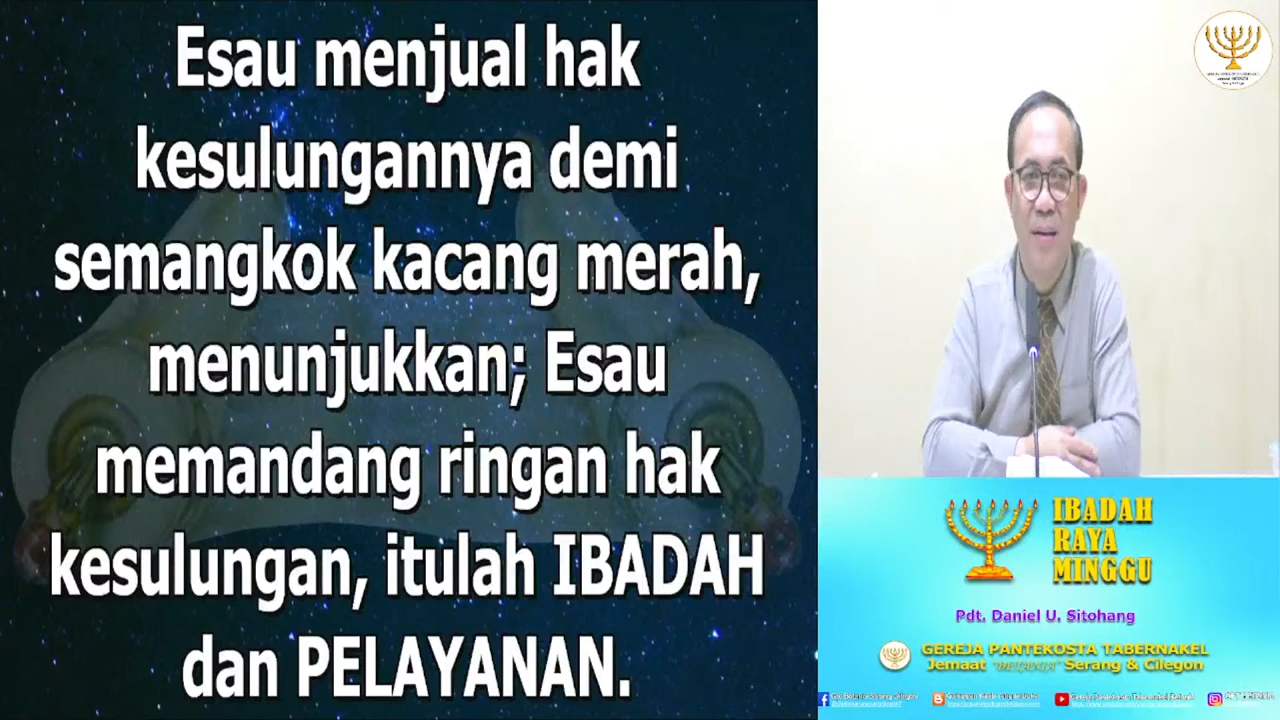 Esau menjual hak
kesulungannya demi
semangkok kacang merah,
menunjukkan; Esau
memandang ringan hak
kesulungan, itulah IBADAH
dan PELAYANAN.
IBADAH
RAYA
MINGGU
Pdt. Daniel U. Sitohang
GEREJA PANTEKOSTA TABERNAKEL
Jemaat "BETANIA" Serang & Cilegon